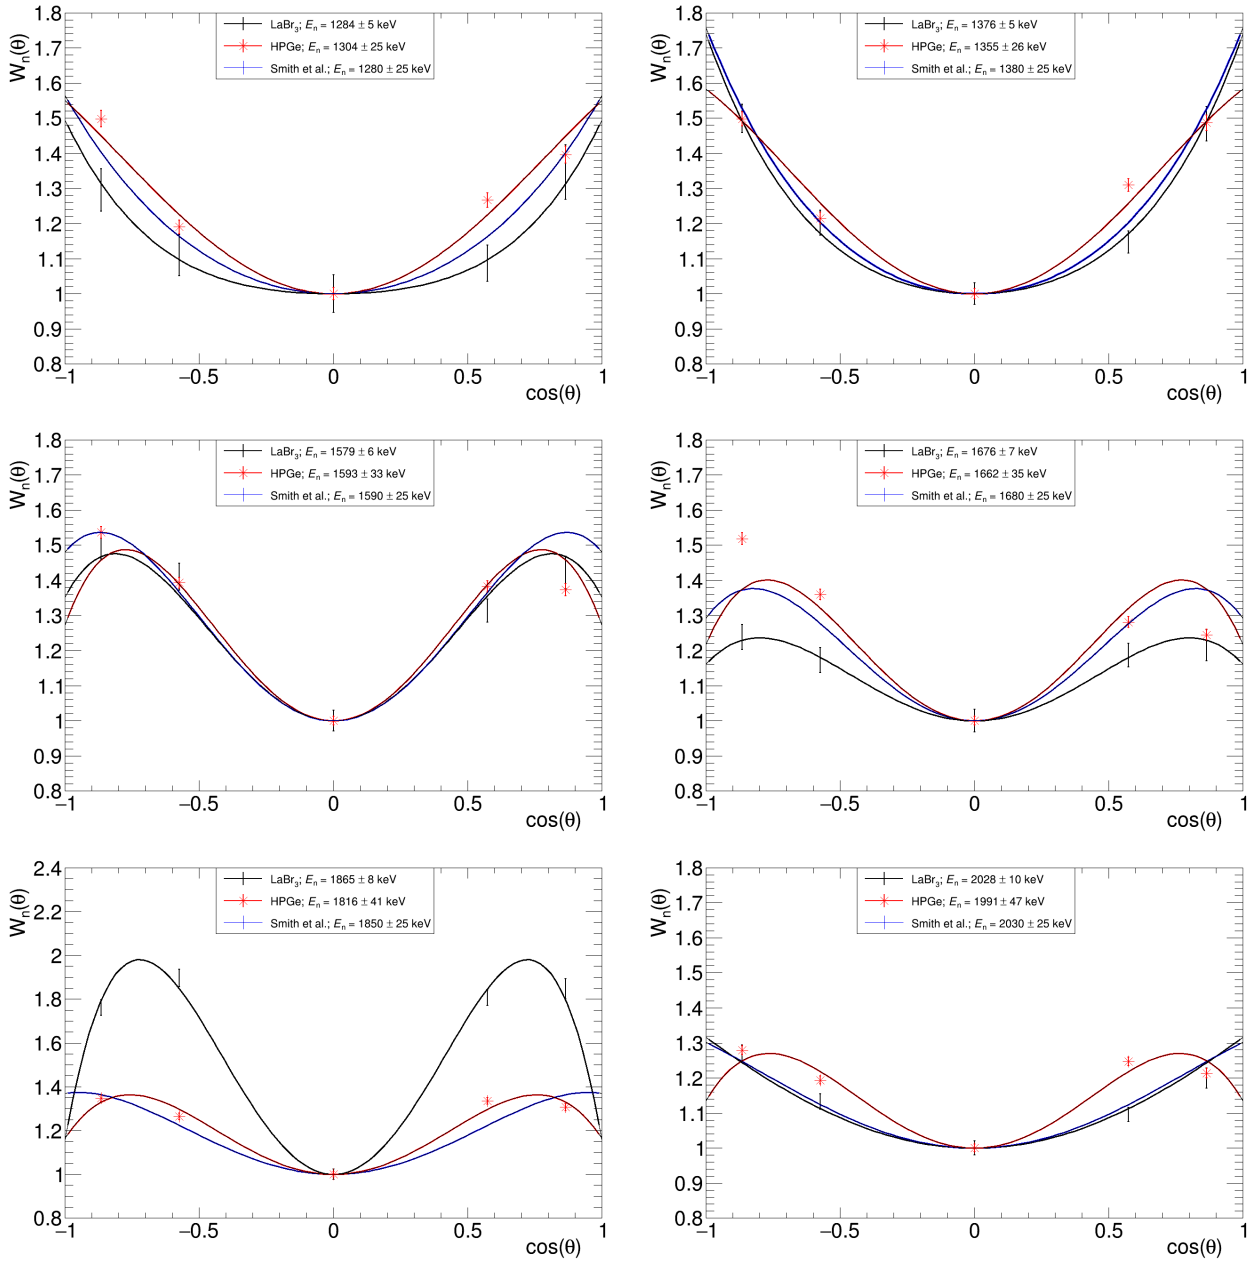 LaBr₃; Eₙ = 1284 ± 5 keV
HPGe; Eₙ = 1304 ± 25 keV
Smith et al.; Eₙ = 1280 ± 25 keV
Wₙ(θ)
1.8
1.7
1.6
1.5
1.4
1.3
1.2
1.1
1
0.9
0.8
−1 −0.5 0 0.5 1
cos(θ)
LaBr₃; Eₙ = 1376 ± 5 keV
HPGe; Eₙ = 1355 ± 26 keV
Smith et al.; Eₙ = 1380 ± 25 keV
Wₙ(θ)
1.8
1.7
1.6
1.5
1.4
1.3
1.2
1.1
1
0.9
0.8
−1 −0.5 0 0.5 1
cos(θ)
LaBr₃; Eₙ = 1579 ± 6 keV
HPGe; Eₙ = 1593 ± 33 keV
Smith et al.; Eₙ = 1590 ± 25 keV
Wₙ(θ)
1.8
1.7
1.6
1.5
1.4
1.3
1.2
1.1
1
0.9
0.8
−1 −0.5 0 0.5 1
cos(θ)
LaBr₃; Eₙ = 1676 ± 7 keV
HPGe; Eₙ = 1662 ± 35 keV
Smith et al.; Eₙ = 1680 ± 25 keV
Wₙ(θ)
1.8
1.7
1.6
1.5
1.4
1.3
1.2
1.1
1
0.9
0.8
−1 −0.5 0 0.5 1
cos(θ)
LaBr₃; Eₙ = 1865 ± 8 keV
HPGe; Eₙ = 1816 ± 41 keV
Smith et al.; Eₙ = 1850 ± 25 keV
Wₙ(θ)
2.4
2.2
2
1.8
1.6
1.4
1.2
1
0.8
−1 −0.5 0 0.5 1
cos(θ)
LaBr₃; Eₙ = 2028 ± 10 keV
HPGe; Eₙ = 1991 ± 47 keV
Smith et al.; Eₙ = 2030 ± 25 keV
Wₙ(θ)
1.8
1.7
1.6
1.5
1.4
1.3
1.2
1.1
1
0.9
0.8
−1 −0.5 0 0.5 1
cos(θ)